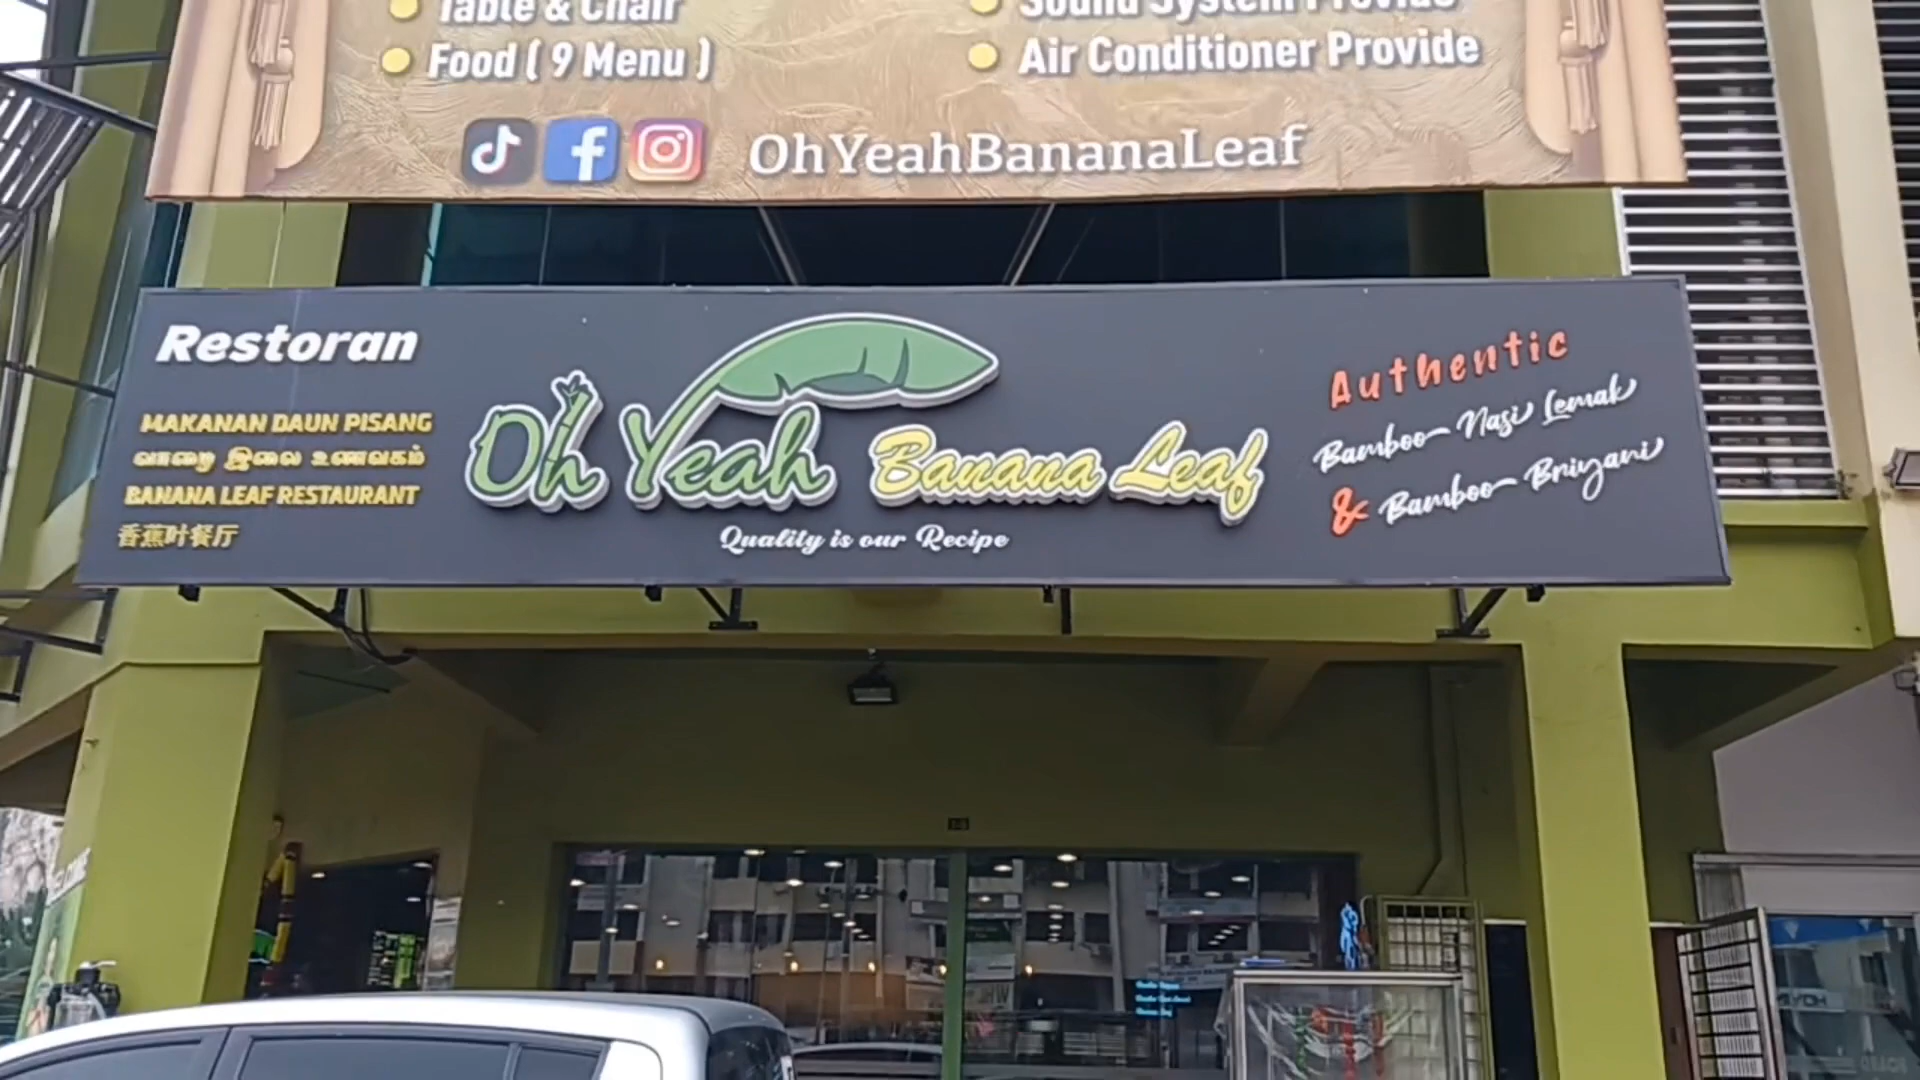 Table & Chair
Food ( 9 Menu )
Sound System Provide
Air Conditioner Provide
OhYeahBananaLeaf
Restoran
MAKANAN DAUN PISANG
வாழை இலை உணவகம்
BANANA LEAF RESTAURANT
香蕉叶餐厅
Oh Yeah Banana Leaf
Quality is our Recipe
Authentic
Bamboo Nasi Lemak
& Bamboo Briyani